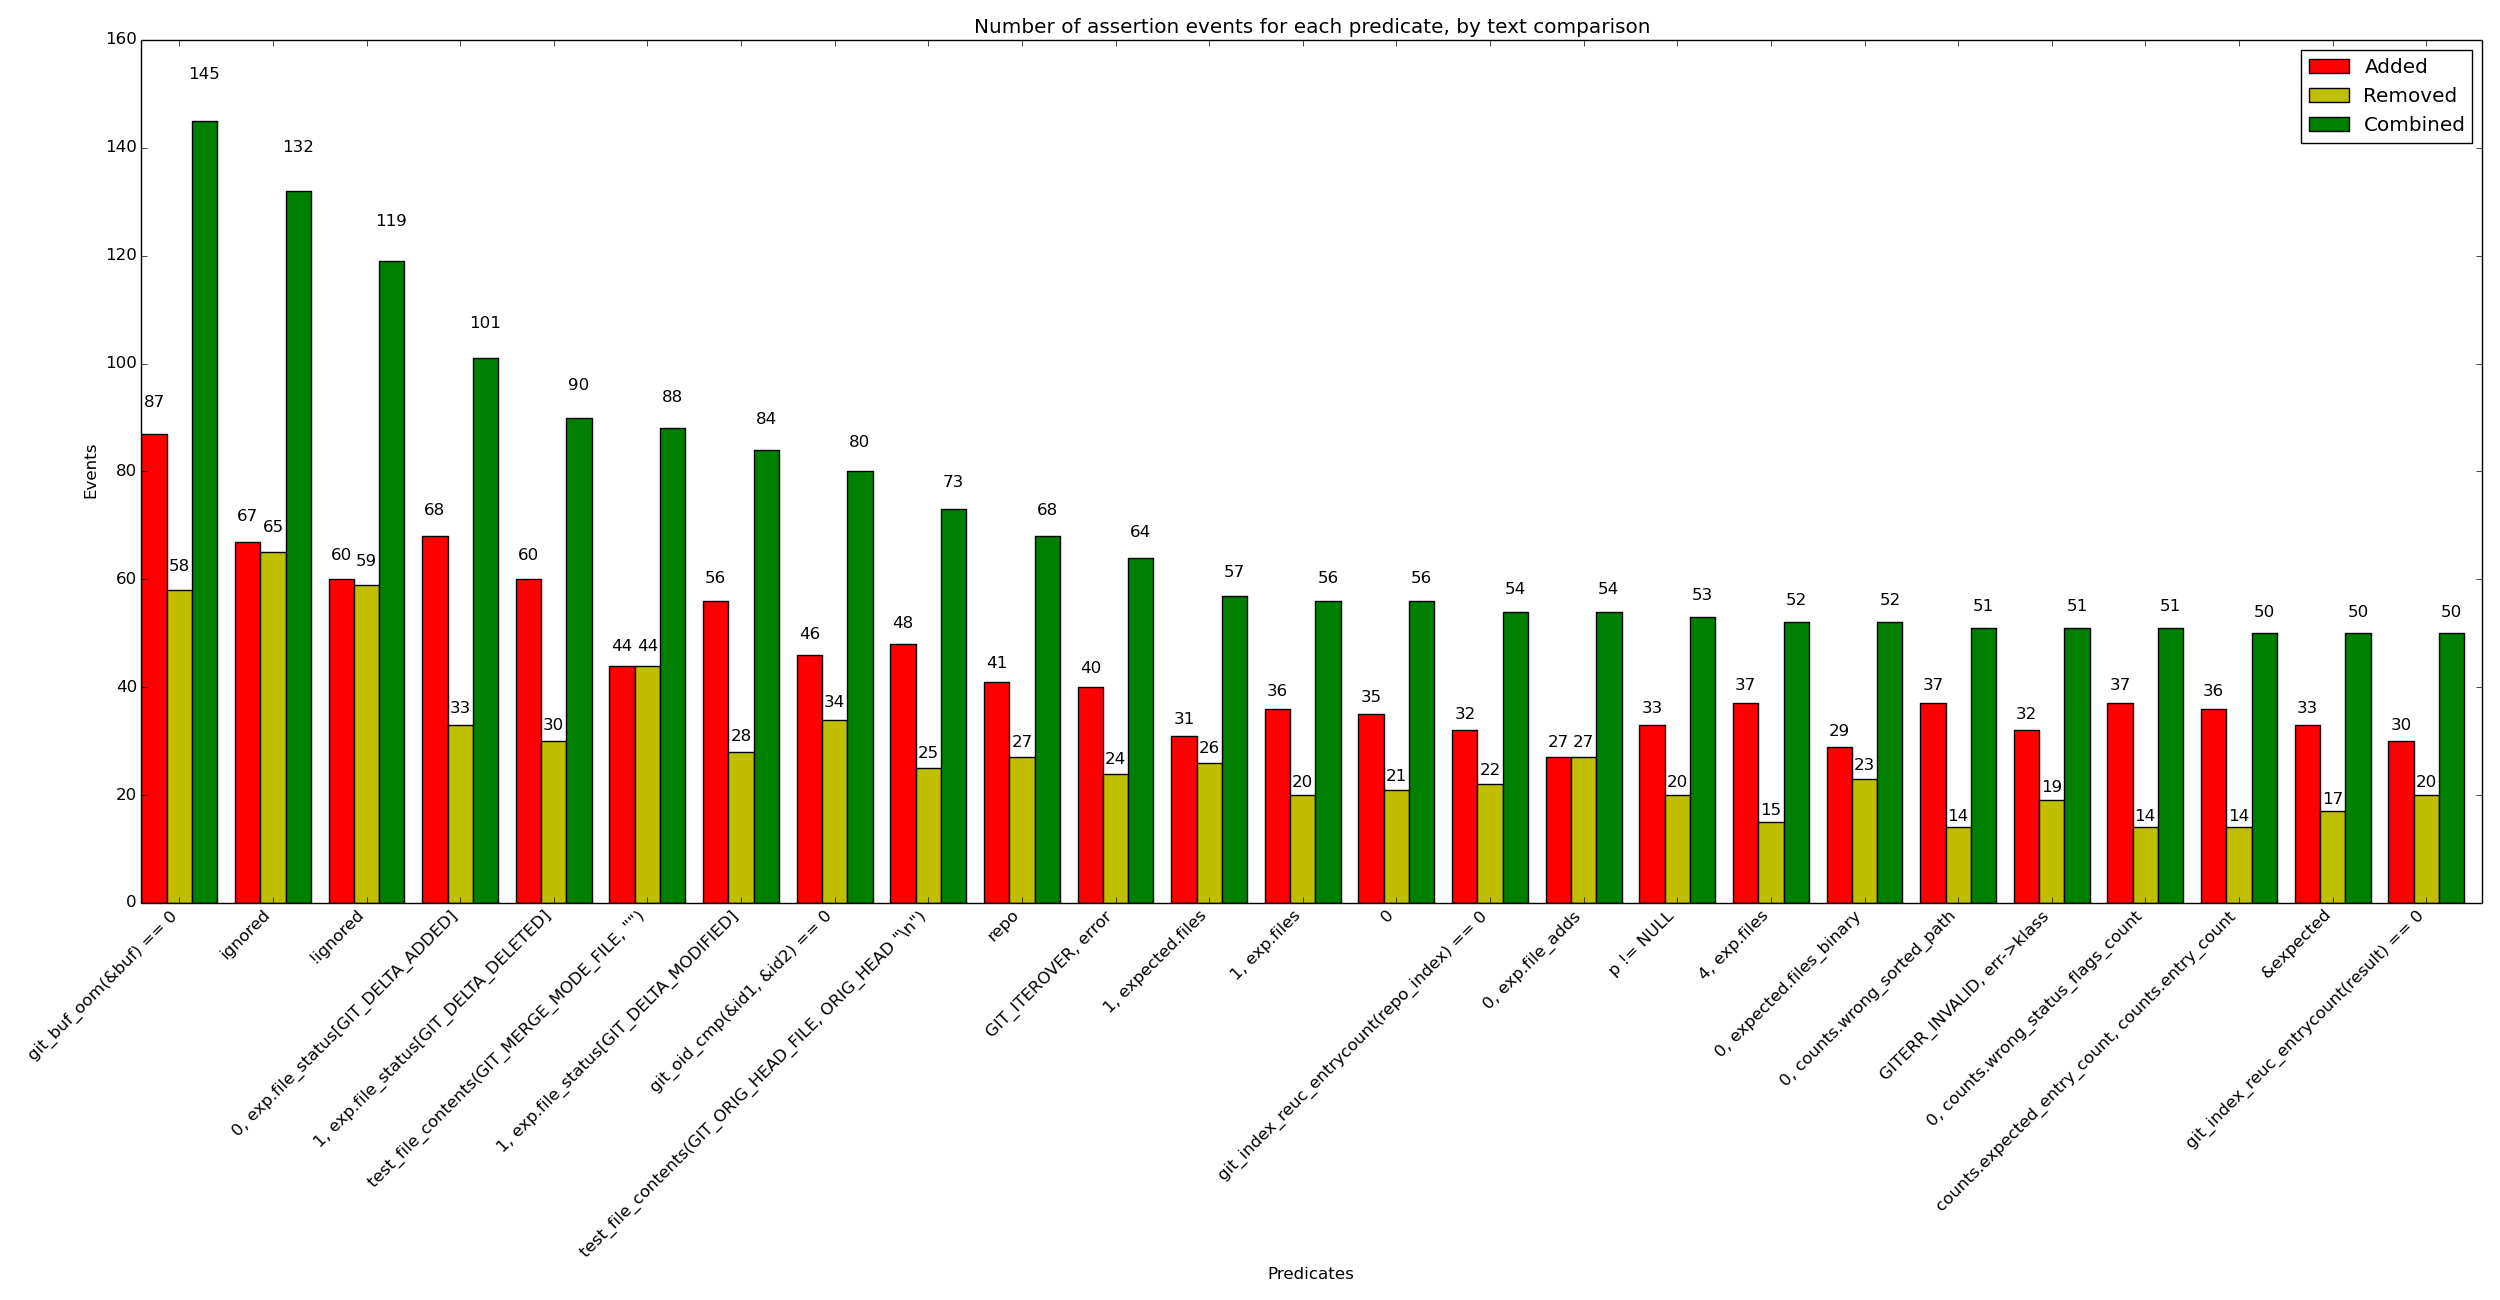 Number of assertion events for each predicate, by text comparison
Added
Removed
Combined
Events
160
140
120
100
80
60
40
20
0
87 58 145
67 65 132
60 59 119
68 33 101
60 30 90
44 44 88
56 28 84
46 34 80
48 25 73
41 27 68
40 24 64
31 26 57
36 20 56
35 21 56
32 22 54
27 27 54
33 20 53
37 15 52
29 23 52
37 14 51
32 19 51
37 14 51
36 14 50
33 17 50
30 20 50
git_buf_oom(&buf) == 0
ignored
!ignored
0, exp.file_status[GIT_DELTA_ADDED]
1, exp.file_status[GIT_DELTA_DELETED]
test_file_contents(GIT_MERGE_MODE_FILE, "")
1, exp.file_status[GIT_DELTA_MODIFIED]
git_oid_cmp(&id1, &id2) == 0
test_file_contents(GIT_ORIG_HEAD_FILE, ORIG_HEAD "\n")
repo
GIT_ITEROVER, error
1, expected.files
1, exp.files
0
git_index_reuc_entrycount(repo_index) == 0
0, exp.file_adds
p != NULL
4, exp.files
0, expected.files_binary
0, counts.wrong_sorted_path
GITERR_INVALID, err->klass
0, counts.wrong_status_flags_count
counts.expected_entry_count, counts.entry_count
&expected
git_index_reuc_entrycount(result) == 0
Predicates